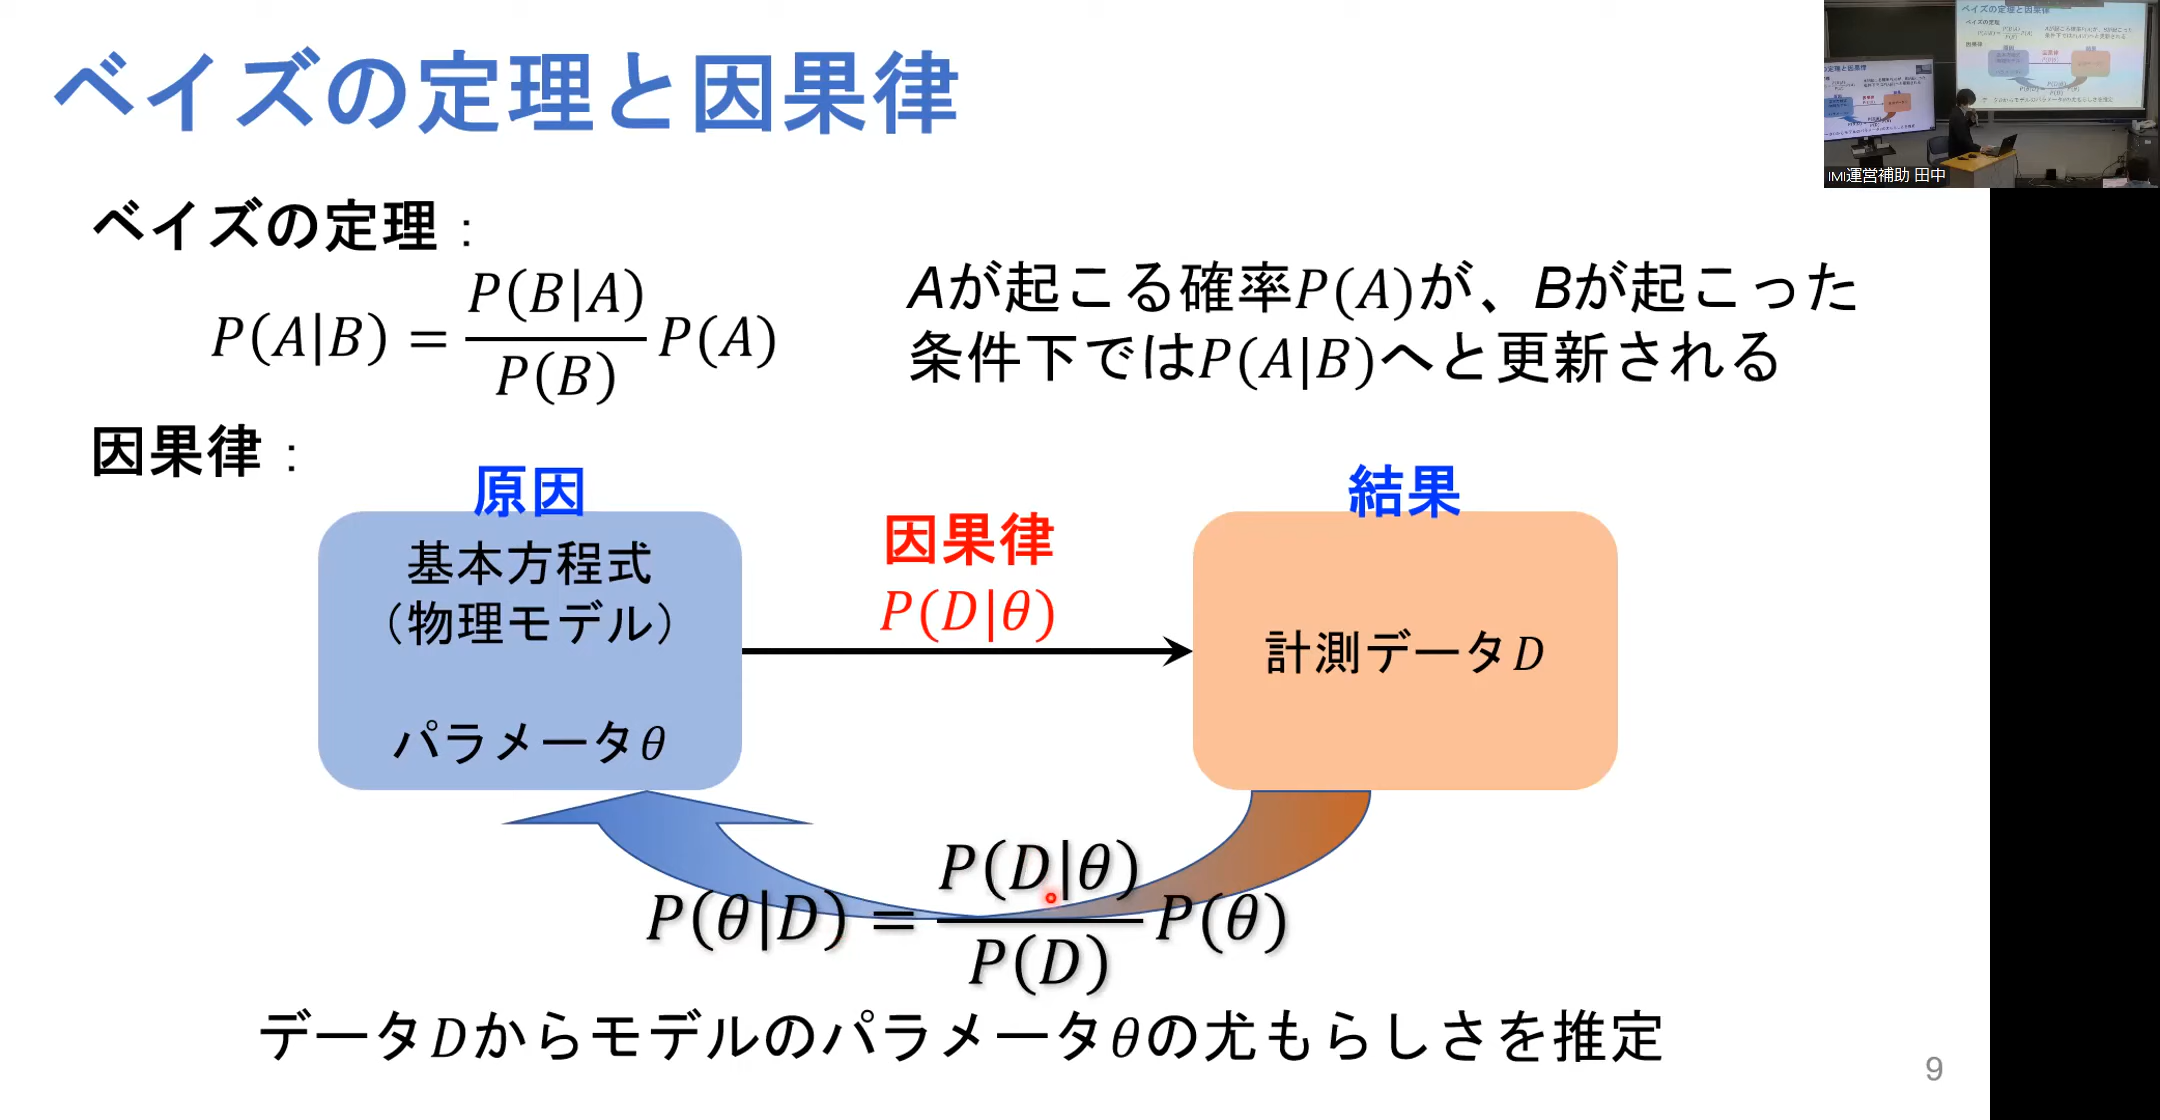 ベイズの定理と因果律
IMI運営補助 田中
ベイズの定理：
P(A|B) = P(B|A) / P(B) P(A)
Aが起こる確率P(A)が、Bが起こった
条件下ではP(A|B)へと更新される
因果律：
原因
基本方程式
（物理モデル）
パラメータθ
因果律
P(D|θ)
結果
計測データD
P(θ|D) = P(D|θ) / P(D) P(θ)
データDからモデルのパラメータθの尤もらしさを推定
9